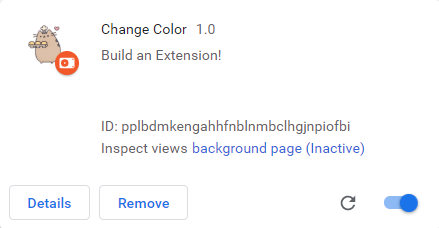 Change Color 1.0
Build an Extension!
ID: pplbdmkengahhfnblnmbclhgjnpiofbi
Inspect views background page (Inactive)
Details Remove